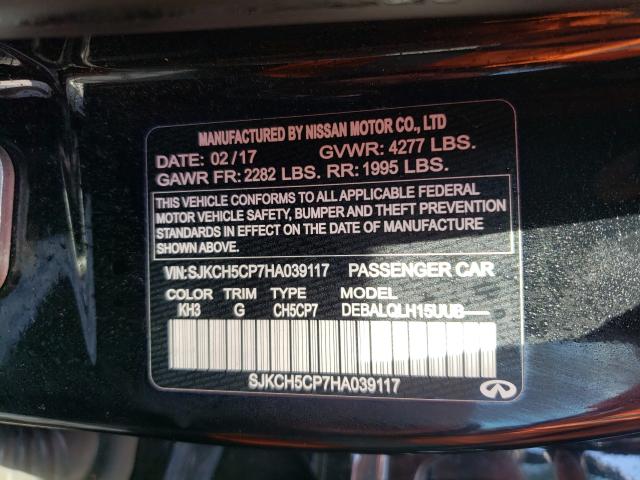 MANUFACTURED BY NISSAN MOTOR CO., LTD
DATE: 02/17 GVWR: 4277 LBS.
GAWR FR: 2282 LBS. RR: 1995 LBS.
THIS VEHICLE CONFORMS TO ALL APPLICABLE FEDERAL
MOTOR VEHICLE SAFETY, BUMPER AND THEFT PREVENTION
STANDARDS IN EFFECT ON THE DATE OF MANUFACTURE
SHOWN ABOVE.
VIN:SJKCH5CP7HA039117 PASSENGER CAR
COLOR TRIM TYPE MODEL
KH3 G CH5CP7 DEBALQLH15UUB——
SJKCH5CP7HA039117